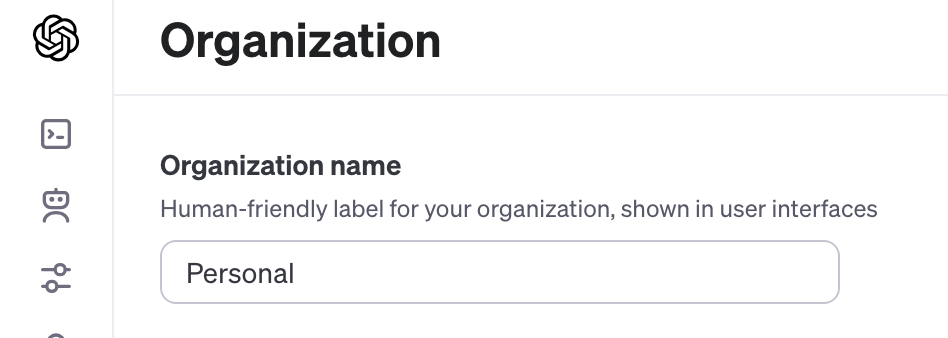 Organization
Organization name
Human-friendly label for your organization, shown in user interfaces
Personal